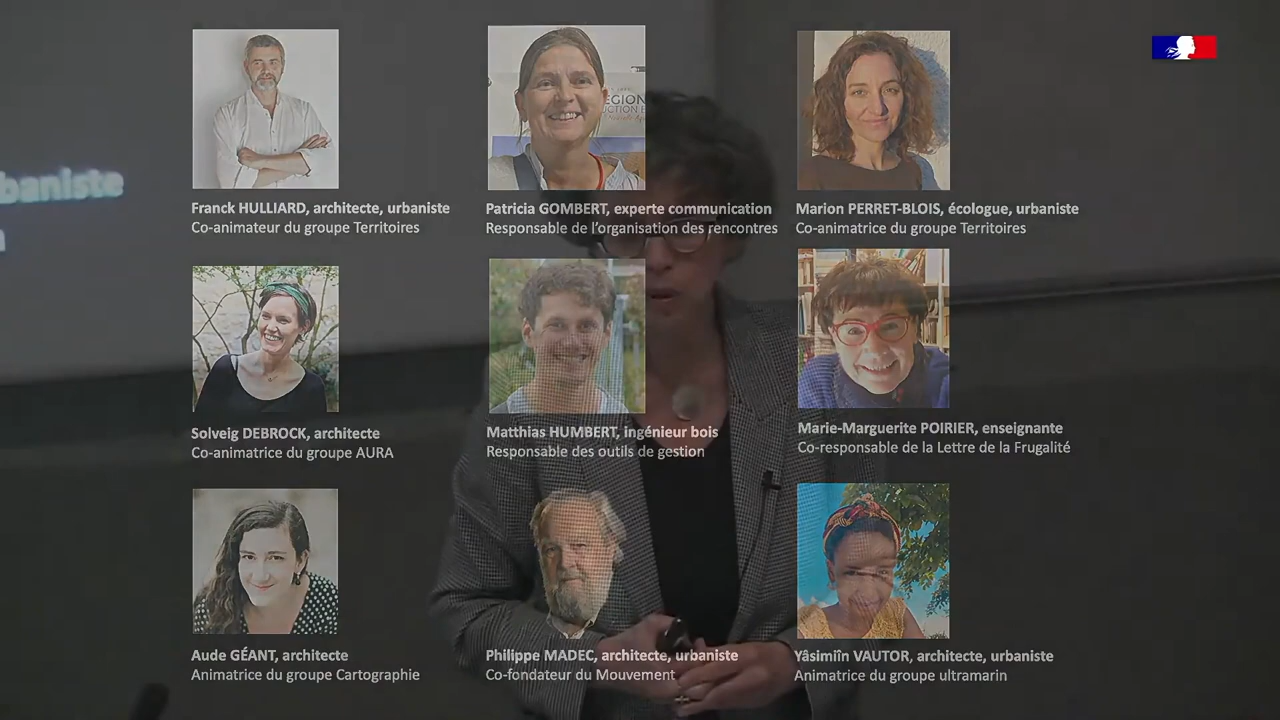 baniste
Franck HULLIARD, architecte, urbaniste
Co-animateur du groupe Territoires
Patricia GOMBERT, experte communication
Responsable de l'organisation des rencontres
Marion PERRET-BLOIS, écologue, urbaniste
Co-animatrice du groupe Territoires
Solveig DEBROCK, architecte
Co-animatrice du groupe AURA
Matthias HUMBERT, ingénieur bois
Responsable des outils de gestion
Marie-Marguerite POIRIER, enseignante
Co-responsable de la Lettre de la Frugalité
Aude GÉANT, architecte
Animatrice du groupe Cartographie
Philippe MADEC, architecte, urbaniste
Co-fondateur du Mouvement
Yâsimiîn VAUTOR, architecte, urbaniste
Animatrice du groupe ultramarin